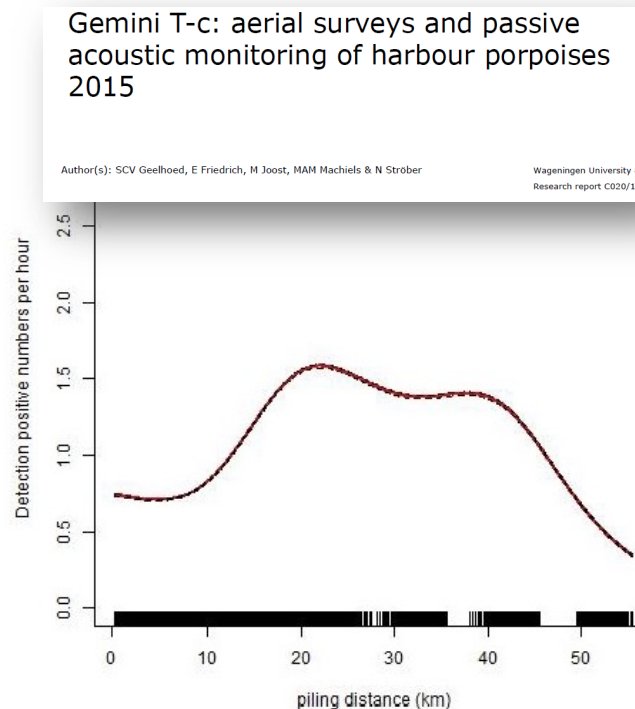 Gemini T-c: aerial surveys and passive
acoustic monitoring of harbour porpoises
2015
Author(s): SCV Geelhoed, E Friedrich, M Joost, MAM Machiels & N Ströber
Wageningen University
Research report C020/1
Detection positive numbers per hour
2.5
2.0
1.5
1.0
0.5
0.0
0 10 20 30 40 50
piling distance (km)